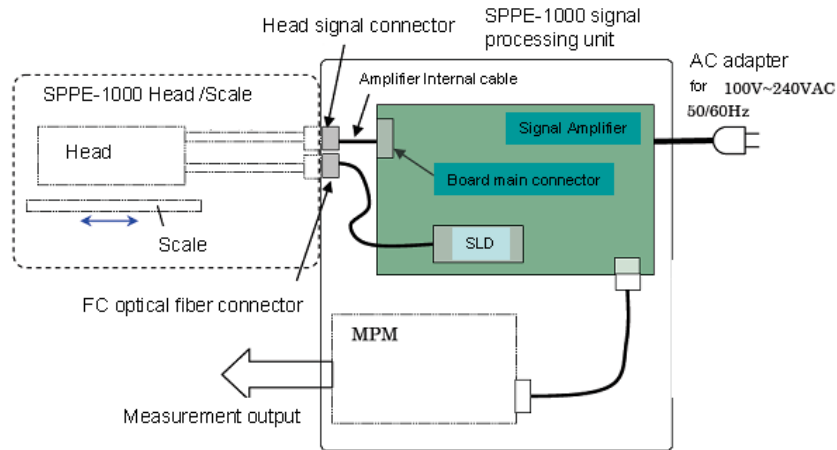 SPPE-1000 signal
processing unit
Head signal connector
AC adapter
for 100V~240VAC
50/60Hz
Amplifier Internal cable
SPPE-1000 Head /Scale
Signal Amplifier
Head
Board main connector
Scale
SLD
FC optical fiber connector
MPM
Measurement output